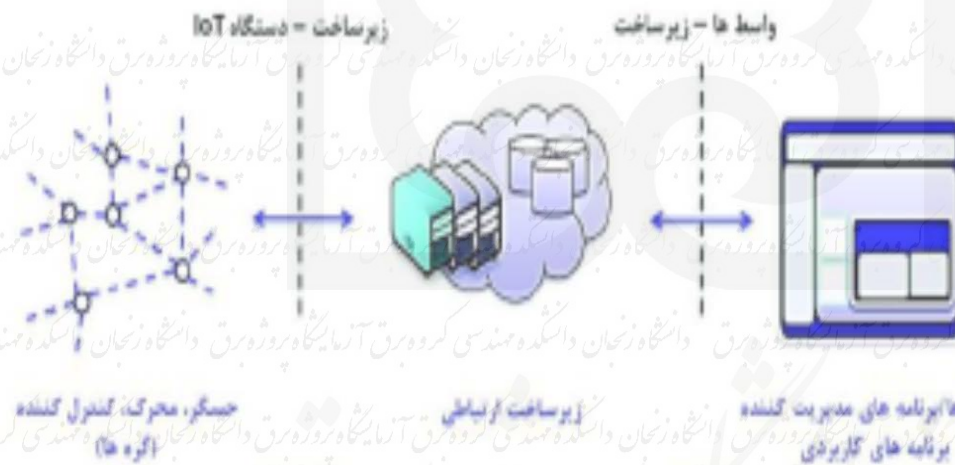 زیرساخت – دستگاه IoT
واسط ها – زیرساخت
حسگر، محرک، کنترل کننده
(گره ها)
زیرساخت ارتباطی
ها/برنامه های مدیریت کننده
برنامه های کاربردی